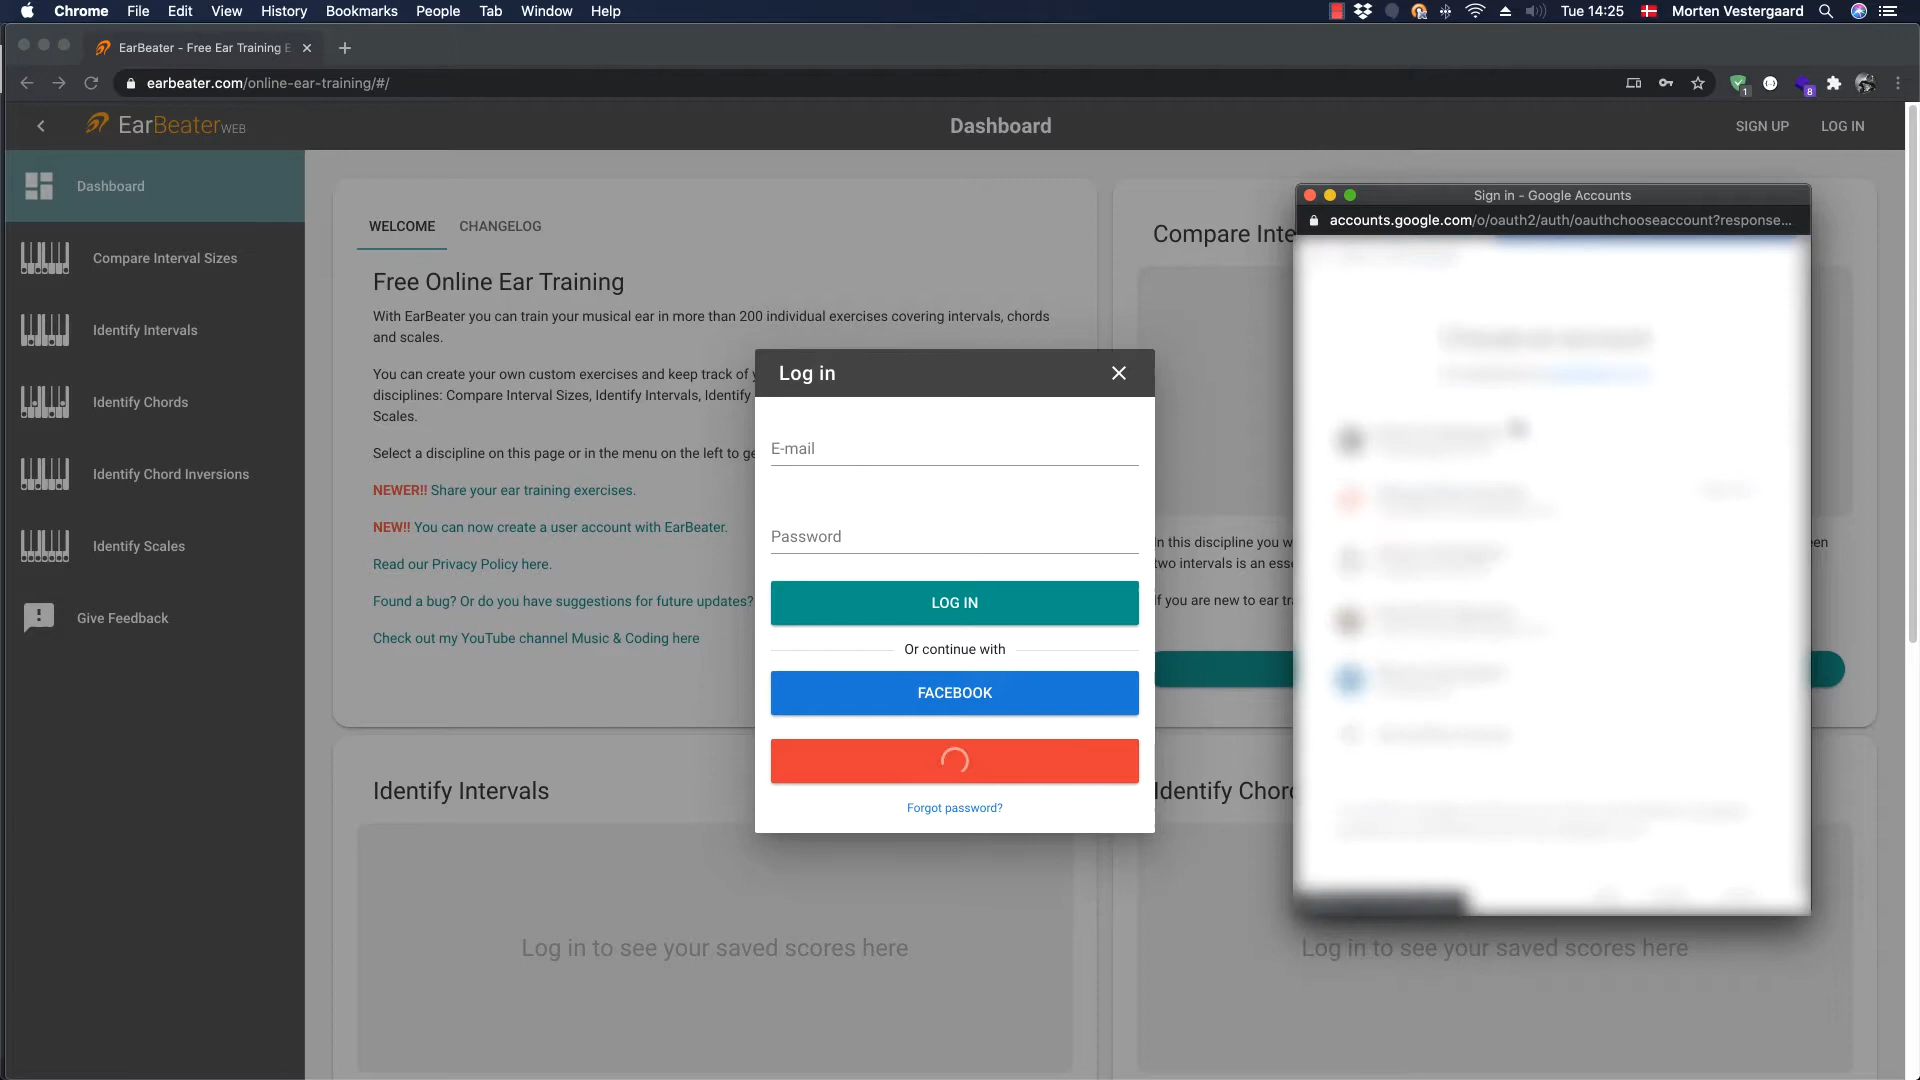 Chrome File Edit View History Bookmarks People Tab Window Help
Tue 14:25 Morten Vestergaard
EarBeater - Free Ear Training E
earbeater.com/online-ear-training/#/
1
8
EarBeater WEB
Dashboard
SIGN UP LOG IN
Dashboard
Compare Interval Sizes
Identify Intervals
Identify Chords
Identify Chord Inversions
Identify Scales
Give Feedback
WELCOME CHANGELOG
Free Online Ear Training
With EarBeater you can train your musical ear in more than 200 individual exercises covering intervals, chords
and scales.
You can create your own custom exercises and keep track of
disciplines: Compare Interval Sizes, Identify Intervals, Identify
Scales.
Select a discipline on this page or in the menu on the left to
NEWER!! Share your ear training exercises.
NEW!! You can now create a user account with EarBeater.
Read our Privacy Policy here.
Found a bug? Or do you have suggestions for future updates?
Check out my YouTube channel Music & Coding here
Log in
E-mail
Password
LOG IN
Or continue with
FACEBOOK
Forgot password?
Compare
In this discipline you
two intervals is an
If you are new to ear
Sign in - Google Accounts
accounts.google.com/o/oauth2/auth/oauthchooseaccount?response...
Identify Intervals
Log in to see your saved scores here
Identify
Log in to see your saved scores here